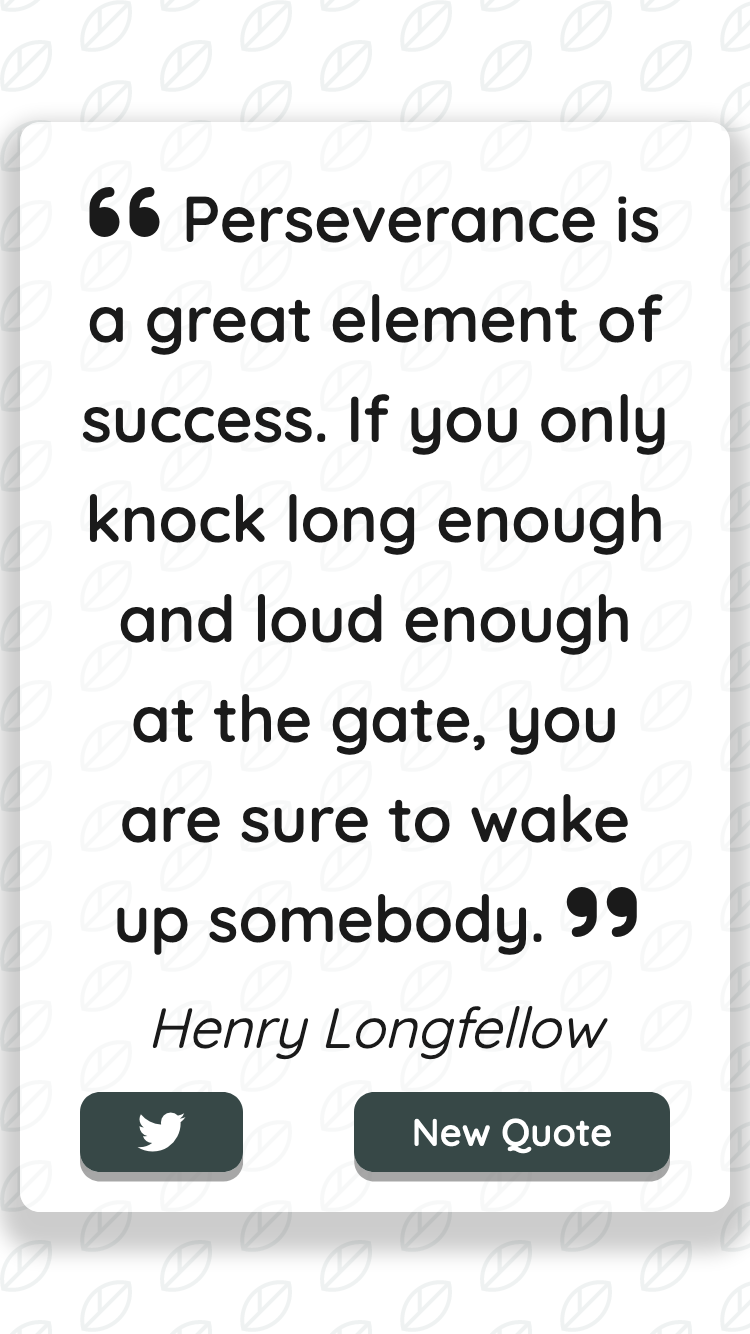 ❝ Perseverance is
a great element of
success. If you only
knock long enough
and loud enough
at the gate, you
are sure to wake
up somebody. ❞
Henry Longfellow
New Quote